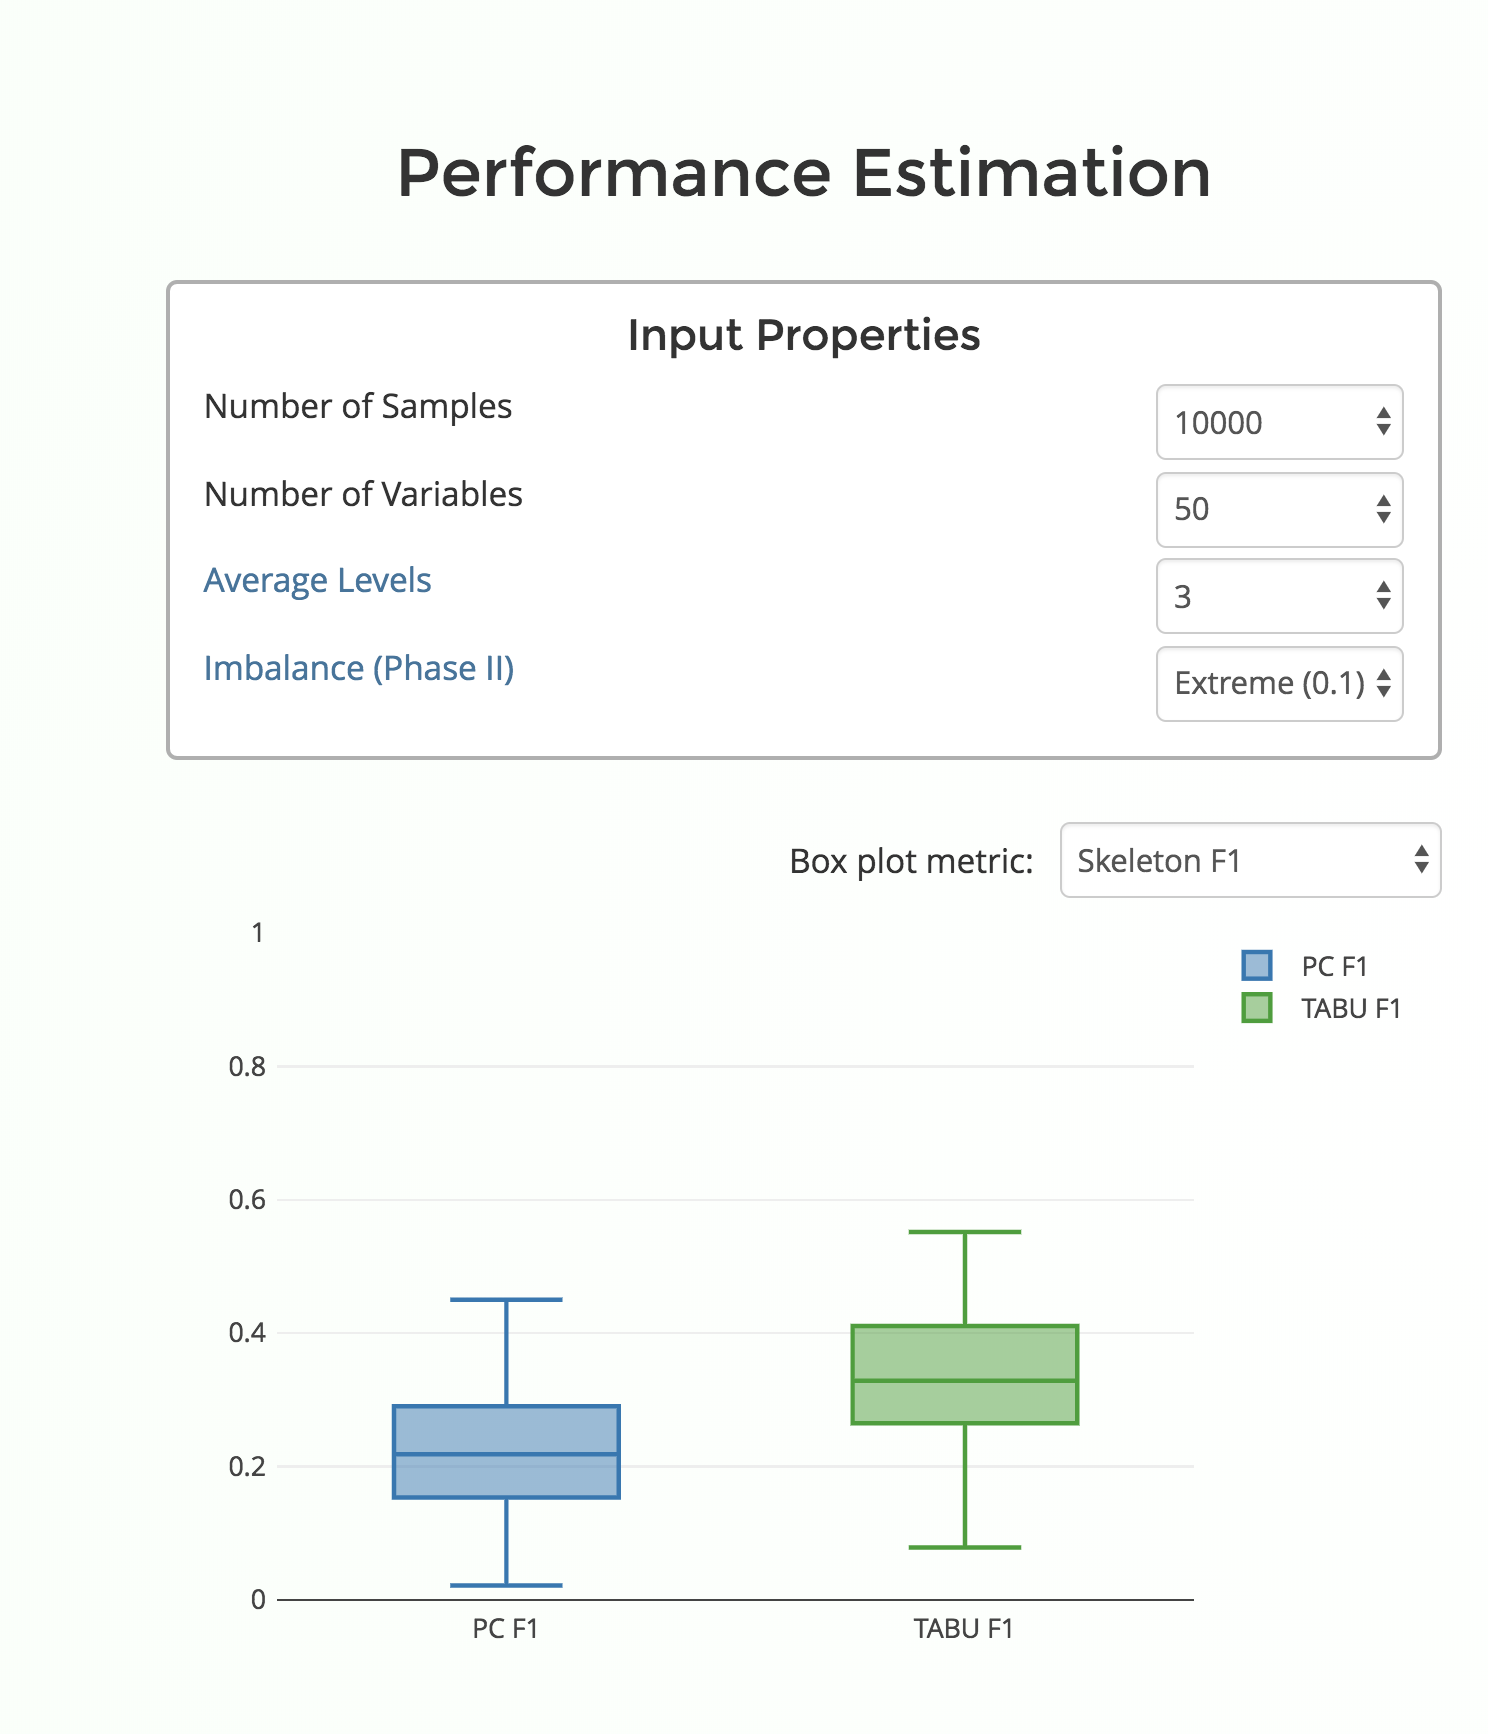 Performance Estimation
Input Properties
Number of Samples 10000
Number of Variables 50
Average Levels 3
Imbalance (Phase II) Extreme (0.1)
Box plot metric: Skeleton F1
1
PC F1
TABU F1
0.8
0.6
0.4
0.2
0
PC F1 TABU F1